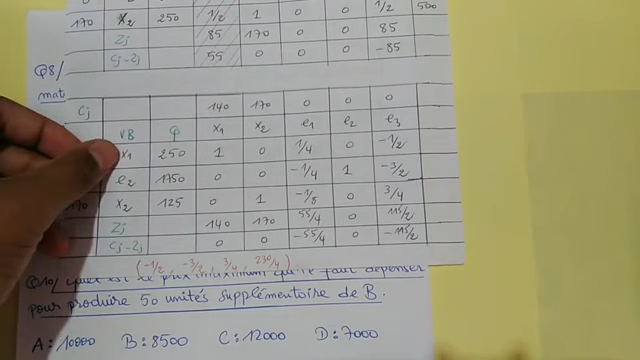 170 x₂ 250 1/2 1 0 0 1/2 500
Zj 85 170 0 0 85
Cj-Zj 55 0 0 0 -85
Q8/
mat
Cj 140 170 0 0 0
VB φ x₁ x₂ e₁ e₂ e₃
x₁ 250 1 0 1/4 0 -1/2
e₂ 1750 0 0 -1/4 1 -3/2
170 x₂ 125 0 1 -1/8 0 3/4
Zj 140 170 55/4 0 115/2
Cj-Zj 0 0 -55/4 0 -115/2
(-1/2, -3/2, 3/4, 230/4)
Q10/ quel est le prix maximum qu'il faut dépenser
pour produire 50 unités supplémentoire de B.
A: 10000 B: 8500 C: 12000 D: 7000